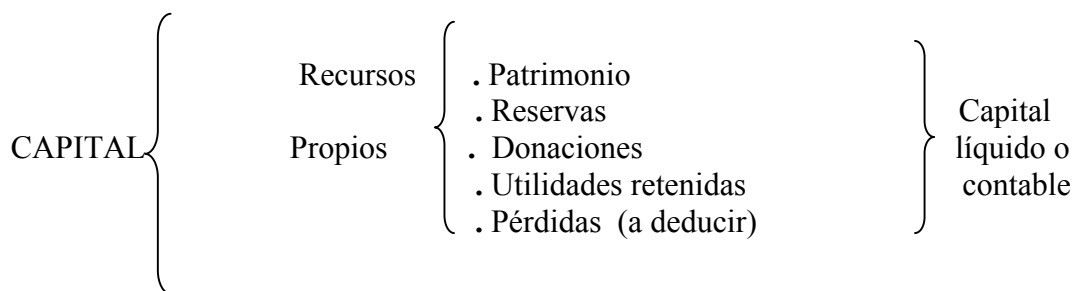 Recursos . Patrimonio
. Reservas Capital
CAPITAL Propios . Donaciones líquido o
. Utilidades retenidas contable
. Pérdidas (a deducir)